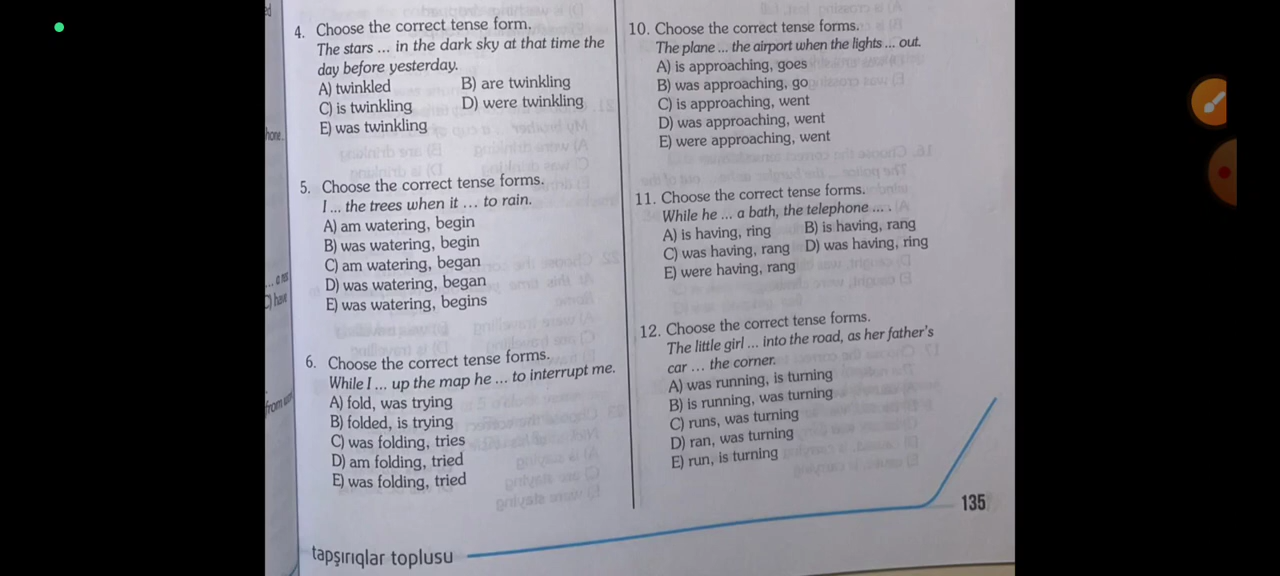 4. Choose the correct tense form.
The stars ... in the dark sky at that time the
day before yesterday.
A) twinkled B) are twinkling
C) is twinkling D) were twinkling
E) was twinkling
5. Choose the correct tense forms.
I ... the trees when it ... to rain.
A) am watering, begin
B) was watering, begin
C) am watering, began
D) was watering, began
E) was watering, begins
6. Choose the correct tense forms.
While I ... up the map he ... to interrupt me.
A) fold, was trying
B) folded, is trying
C) was folding, tries
D) am folding, tried
E) was folding, tried
10. Choose the correct tense forms.
The plane ... the airport when the lights ... out.
A) is approaching, goes
B) was approaching, go
C) is approaching, went
D) was approaching, went
E) were approaching, went
11. Choose the correct tense forms.
While he ... a bath, the telephone ... .
A) is having, ring B) is having, rang
C) was having, rang D) was having, ring
E) were having, rang
12. Choose the correct tense forms.
The little girl ... into the road, as her father's
car ... the corner.
A) was running, is turning
B) is running, was turning
C) runs, was turning
D) ran, was turning
E) run, is turning
135
tapşırıqlar toplusu